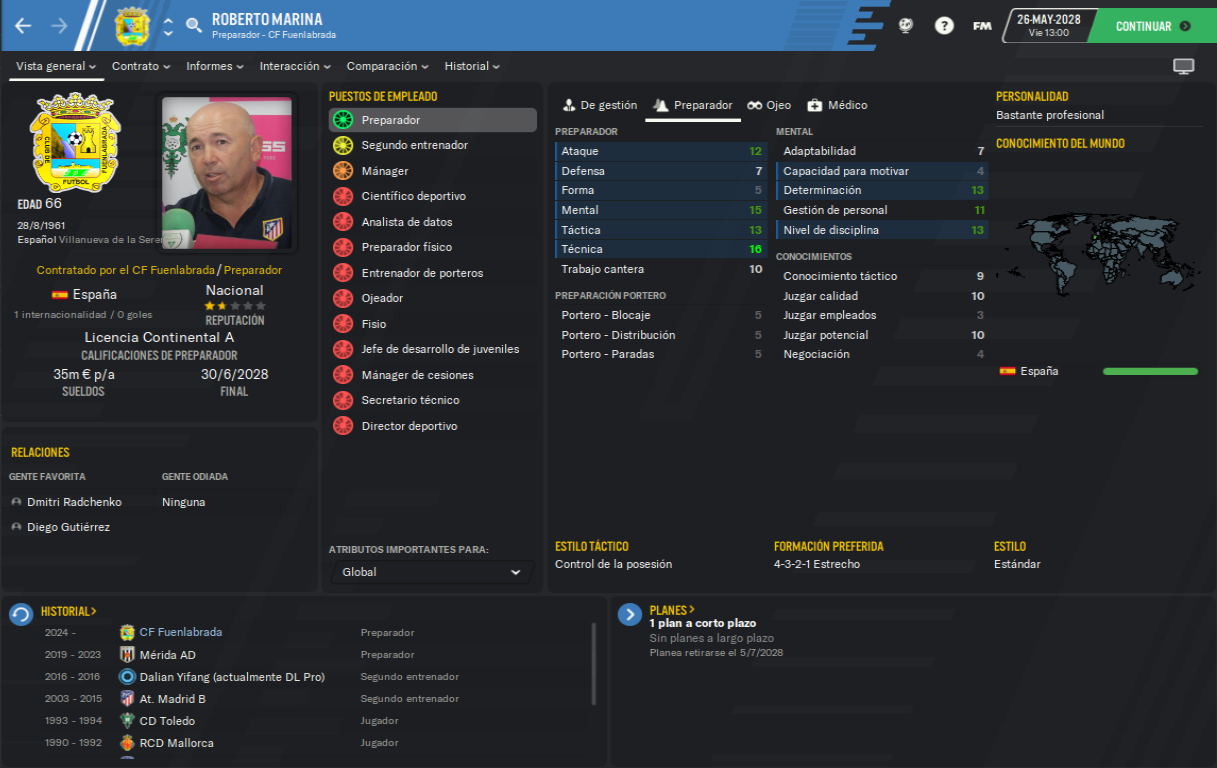 ROBERTO MARINA
Preparador - CF Fuenlabrada
?
FM
26-MAY-2028
Vie 13:00
CONTINUAR
Vista general
Contrato
Informes
Interacción
Comparación
Historial
EDAD 66
28/8/1961
Español Villanueva de la Seren
Contratado por el CF Fuenlabrada / Preparador
España
1 internacionalidad / 0 goles
Nacional
REPUTACIÓN
Licencia Continental A
CALIFICACIONES DE PREPARADOR
35m € p/a
SUELDOS
30/6/2028
FINAL
RELACIONES
GENTE FAVORITA
GENTE ODIADA
Dmitri Radchenko
Ninguna
Diego Gutiérrez
PUESTOS DE EMPLEADO
Preparador
Segundo entrenador
Mánager
Científico deportivo
Analista de datos
Preparador físico
Entrenador de porteros
Ojeador
Fisio
Jefe de desarrollo de juveniles
Mánager de cesiones
Secretario técnico
Director deportivo
ATRIBUTOS IMPORTANTES PARA:
Global
De gestión
Preparador
Ojeo
Médico
PREPARADOR
Ataque 12
Defensa 7
Forma 5
Mental 15
Táctica 13
Técnica 16
Trabajo cantera 10
PREPARACIÓN PORTERO
Portero - Blocaje 5
Portero - Distribución 5
Portero - Paradas 5
MENTAL
Adaptabilidad 7
Capacidad para motivar 4
Determinación 13
Gestión de personal 11
Nivel de disciplina 13
CONOCIMIENTOS
Conocimiento táctico 9
Juzgar calidad 10
Juzgar empleados 3
Juzgar potencial 10
Negociación 4
PERSONALIDAD
Bastante profesional
CONOCIMIENTO DEL MUNDO
España
ESTILO TÁCTICO
Control de la posesión
FORMACIÓN PREFERIDA
4-3-2-1 Estrecho
ESTILO
Estándar
HISTORIAL >
2024 - CF Fuenlabrada Preparador
2019 - 2023 Mérida AD Preparador
2016 - 2016 Dalian Yifang (actualmente DL Pro) Segundo entrenador
2003 - 2015 At. Madrid B Segundo entrenador
1993 - 1994 CD Toledo Jugador
1990 - 1992 RCD Mallorca Jugador
PLANES >
1 plan a corto plazo
Sin planes a largo plazo
Planea retirarse el 5/7/2028